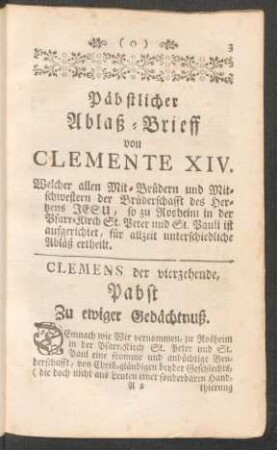 ( o )
3
Päbstlicher
Ablaß-Brieff
von
CLEMENTE XIV.
Welcher allen Mit-Brüdern und Mit-
schwestern der Brüderschafft des Her-
tzens JESU, so zu Rotheim in der
Pfarr-Kirch St. Peter und St. Pauli ist
aufgerichtet, für allzeit unterschiedliche
Abläß ertheilt.
CLEMENS der vierzehende,
Pabst
Zu ewiger Gedächtnuß.
DEmnach wie Wir vernommen, zu Rotheim
in der Pfarr-Kirch St. Peter und St.
Paul eine fromme und andächtige Bru-
derschafft, von Christ-gläubigen beyder Geschlechts,
( die doch nicht aus Leuten einer sonderbaren Hand-
A 2
thierung